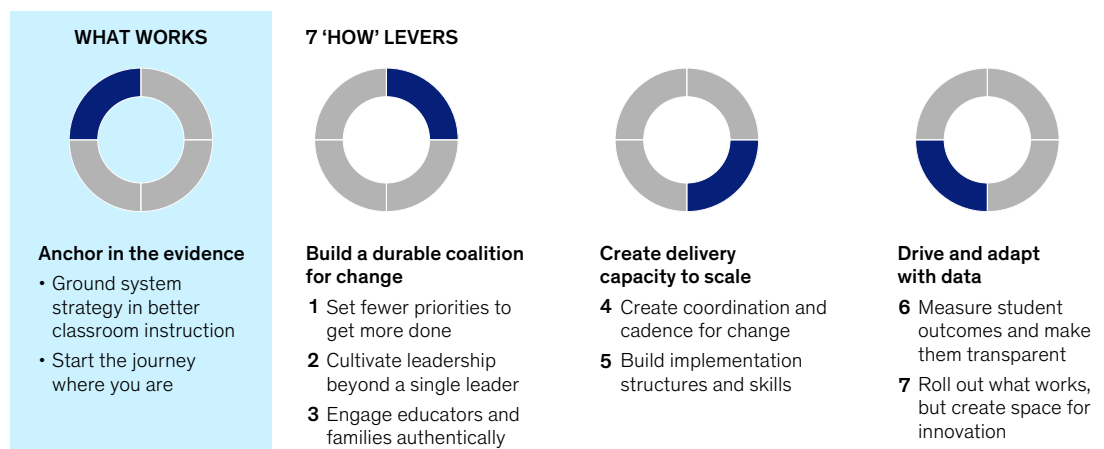 WHAT WORKS
Anchor in the evidence
• Ground system
strategy in better
classroom instruction
• Start the journey
where you are
7 ‘HOW’ LEVERS
Build a durable coalition
for change
1 Set fewer priorities to
get more done
2 Cultivate leadership
beyond a single leader
3 Engage educators and
families authentically
Create delivery
capacity to scale
4 Create coordination and
cadence for change
5 Build implementation
structures and skills
Drive and adapt
with data
6 Measure student
outcomes and make
them transparent
7 Roll out what works,
but create space for
innovation